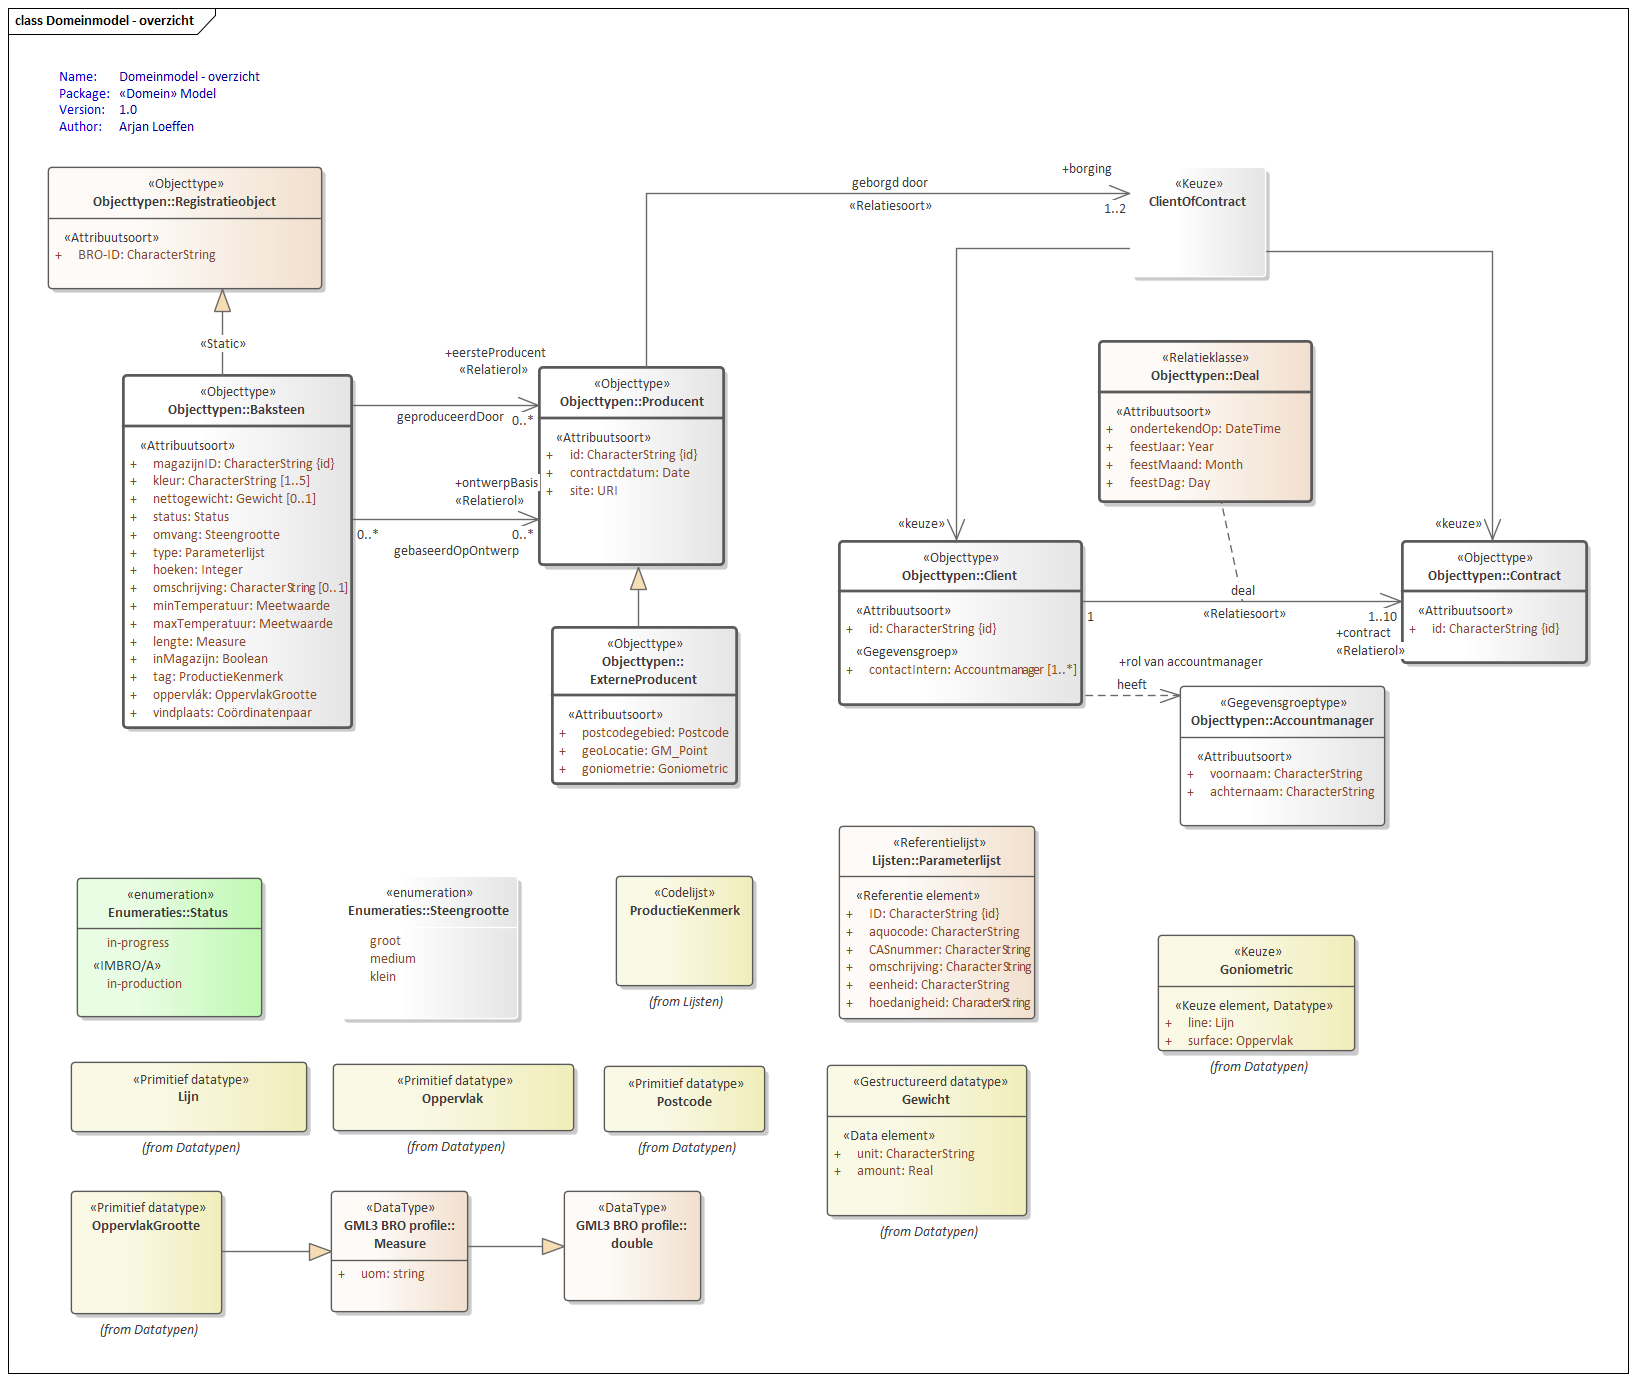 class Domeinmodel - overzicht
Name: Domeinmodel - overzicht
Package: «Domein» Model
Version: 1.0
Author: Arjan Loeffen
«Objecttype»
Objecttypen::Registratieobject
«Attribuutsoort»
+ BRO-ID: CharacterString
«Static»
«Objecttype»
Objecttypen::Baksteen
«Attribuutsoort»
+ magazijnID: CharacterString {id}
+ kleur: CharacterString [1..5]
+ nettogewicht: Gewicht [0..1]
+ status: Status
+ omvang: Steengrootte
+ type: Parameterlijst
+ hoeken: Integer
+ omschrijving: CharacterString [0..1]
+ minTemperatuur: Meetwaarde
+ maxTemperatuur: Meetwaarde
+ lengte: Measure
+ inMagazijn: Boolean
+ tag: ProductieKenmerk
+ oppervlák: OppervlakGrootte
+ vindplaats: Coördinatenpaar
+eersteProducent
«Relatierol»
geproduceerdDoor 0..*
+ontwerpBasis
«Relatierol»
0..* 0..*
gebaseerdOpOntwerp
«Objecttype»
Objecttypen::Producent
«Attribuutsoort»
+ id: CharacterString {id}
+ contractdatum: Date
+ site: URI
«Objecttype»
Objecttypen::
ExterneProducent
«Attribuutsoort»
+ postcodegebied: Postcode
+ geoLocatie: GM_Point
+ goniometrie: Goniometric
geborgd door
«Relatiesoort»
+borging
1..2
«Keuze»
ClientOfContract
«Relatieklasse»
Objecttypen::Deal
«Attribuutsoort»
+ ondertekendOp: DateTime
+ feestJaar: Year
+ feestMaand: Month
+ feestDag: Day
«keuze»
«keuze»
«Objecttype»
Objecttypen::Client
«Attribuutsoort»
+ id: CharacterString {id}
«Gegevensgroep»
+ contactIntern: Accountmanager [1..*]
deal
1 «Relatiesoort» 1..10
+contract
«Relatierol»
«Objecttype»
Objecttypen::Contract
«Attribuutsoort»
+ id: CharacterString {id}
+rol van accountmanager
heeft
«Gegevensgroeptype»
Objecttypen::Accountmanager
«Attribuutsoort»
+ voornaam: CharacterString
+ achternaam: CharacterString
«enumeration»
Enumeraties::Status
in-progress
«IMBRO/A»
in-production
«enumeration»
Enumeraties::Steengrootte
groot
medium
klein
«Codelijst»
ProductieKenmerk
(from Lijsten)
«Referentielijst»
Lijsten::Parameterlijst
«Referentie element»
+ ID: CharacterString {id}
+ aquocode: CharacterString
+ CASnummer: CharacterString
+ omschrijving: CharacterString
+ eenheid: CharacterString
+ hoedanigheid: CharacterString
«Keuze»
Goniometric
«Keuze element, Datatype»
+ line: Lijn
+ surface: Oppervlak
(from Datatypen)
«Primitief datatype»
Lijn
(from Datatypen)
«Primitief datatype»
Oppervlak
(from Datatypen)
«Primitief datatype»
Postcode
(from Datatypen)
«Gestructureerd datatype»
Gewicht
«Data element»
+ unit: CharacterString
+ amount: Real
(from Datatypen)
«Primitief datatype»
OppervlakGrootte
(from Datatypen)
«DataType»
GML3 BRO profile::
Measure
+ uom: string
«DataType»
GML3 BRO profile::
double